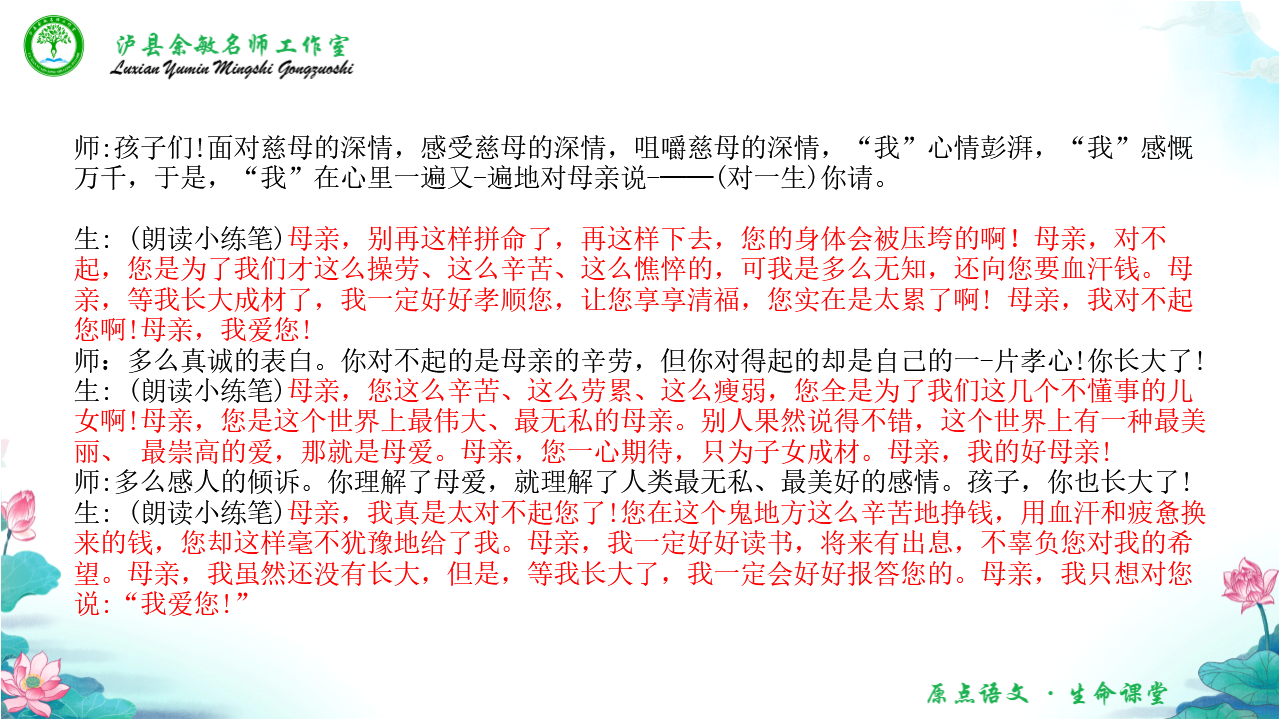 泸县余敏名师工作室
Luxian Yumin Mingshi Gongzuoshi
师:孩子们!面对慈母的深情，感受慈母的深情，咀嚼慈母的深情，“我”心情彭湃，“我”感慨
万千，于是，“我”在心里一遍又-遍地对母亲说-——(对一生)你请。
生: (朗读小练笔)母亲，别再这样拼命了，再这样下去，您的身体会被压垮的啊！母亲，对不
起，您是为了我们才这么操劳、这么辛苦、这么憔悴的，可我是多么无知，还向您要血汗钱。母
亲，等我长大成材了，我一定好好孝顺您，让您享享清福，您实在是太累了啊! 母亲，我对不起
您啊!母亲，我爱您!
师：多么真诚的表白。你对不起的是母亲的辛劳，但你对得起的却是自己的一-片孝心!你长大了!
生: (朗读小练笔)母亲，您这么辛苦、这么劳累、这么瘦弱，您全是为了我们这几个不懂事的儿
女啊!母亲，您是这个世界上最伟大、最无私的母亲。别人果然说得不错，这个世界上有一种最美
丽、 最崇高的爱，那就是母爱。母亲，您一心期待，只为子女成材。母亲，我的好母亲!
师:多么感人的倾诉。你理解了母爱，就理解了人类最无私、最美好的感情。孩子，你也长大了!
生: (朗读小练笔)母亲，我真是太对不起您了!您在这个鬼地方这么辛苦地挣钱，用血汗和疲惫换
来的钱，您却这样毫不犹豫地给了我。母亲，我一定好好读书，将来有出息，不辜负您对我的希
望。母亲，我虽然还没有长大，但是，等我长大了，我一定会好好报答您的。母亲，我只想对您
说:“我爱您!”
原点语文 · 生命课堂